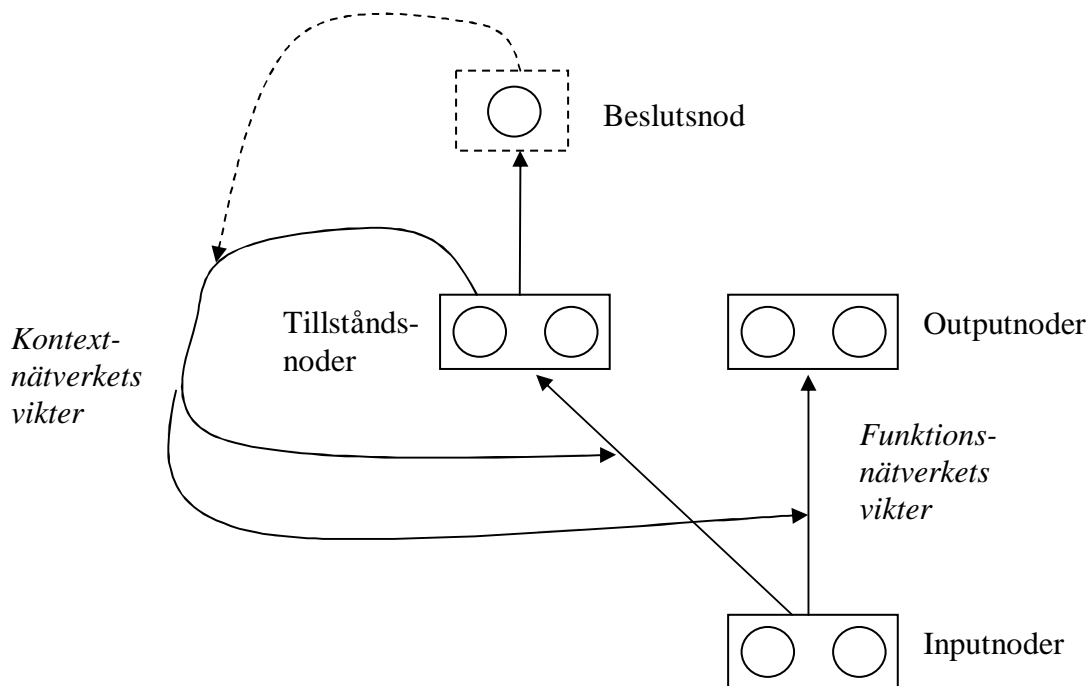 Beslutsnod
Tillstånds-
noder
Outputnoder
Kontext-
nätverkets
vikter
Funktions-
nätverkets
vikter
Inputnoder